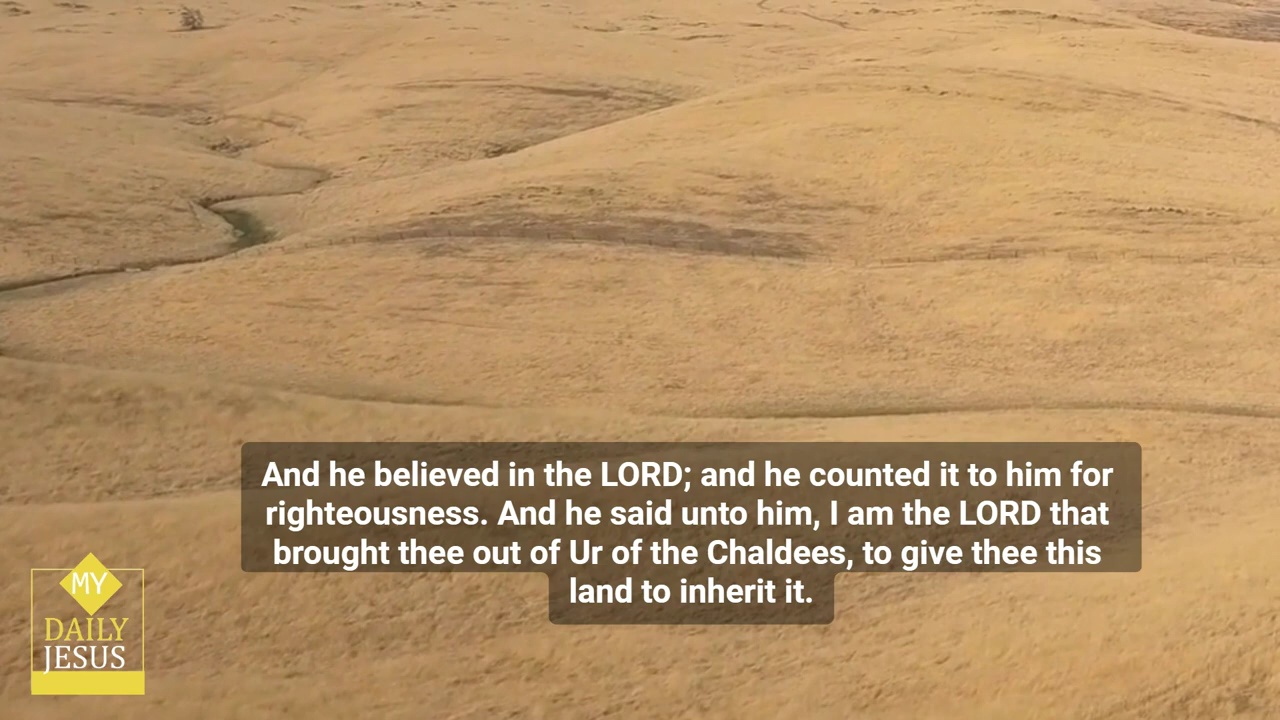 And he believed in the LORD; and he counted it to him for
righteousness. And he said unto him, I am the LORD that
brought thee out of Ur of the Chaldees, to give thee this
land to inherit it.
MY
DAILY
JESUS